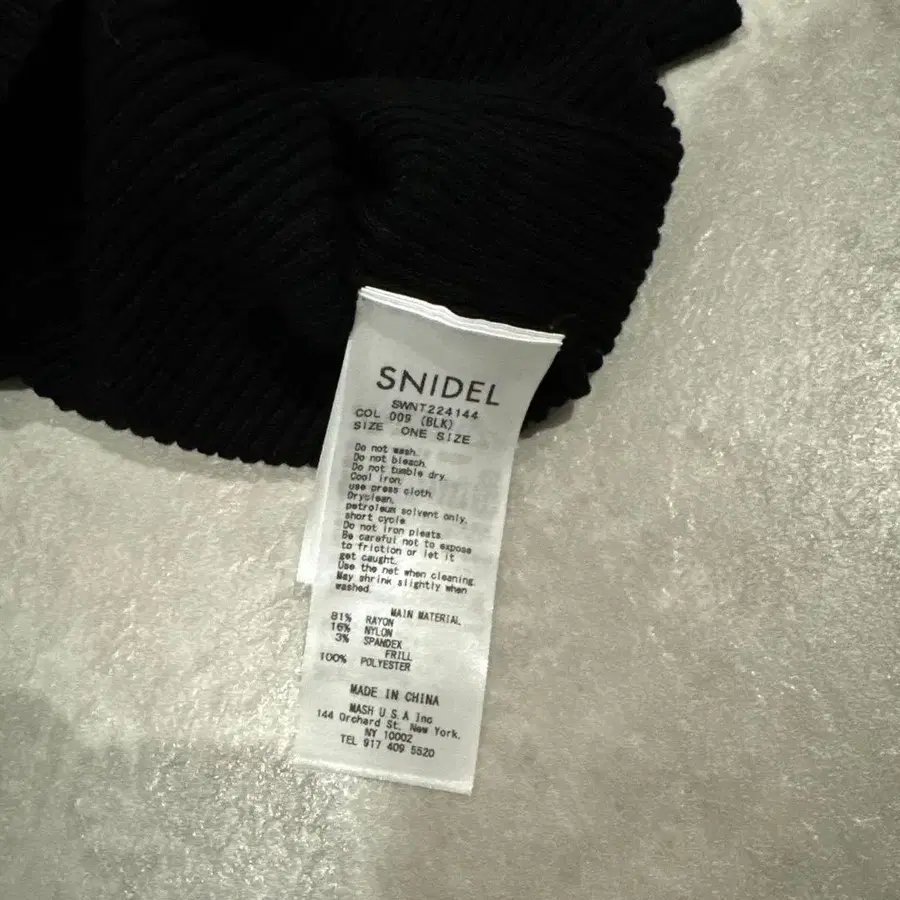 SNIDEL
SWNT224144
COL 009 (BLK)
SIZE ONE SIZE
Do not wash.
Do not bleach.
Do not tumble dry.
Cool iron.
use press cloth.
Dryclean.
petroleum solvent only.
short cycle.
Do not iron pleats.
Be careful not to expose
to friction or let it
get caught.
Use the net when cleaning.
May shrink slightly when
washed.
MAIN MATERIAL
81% RAYON
16% NYLON
3% SPANDEX
FRILL
100% POLYESTER
MADE IN CHINA
MASH U.S.A Inc
144 Orchard St. New York.
NY 10002
TEL 917 409 5520